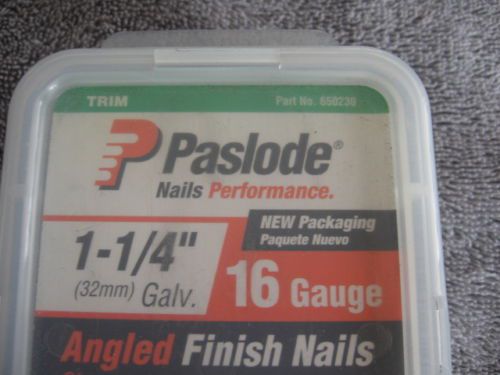 TRIM
Part No. 650230
Paslode®
Nails Performance.
NEW Packaging
Paquete Nuevo
1-1/4"
(32mm) Galv.
16 Gauge
Angled Finish Nails